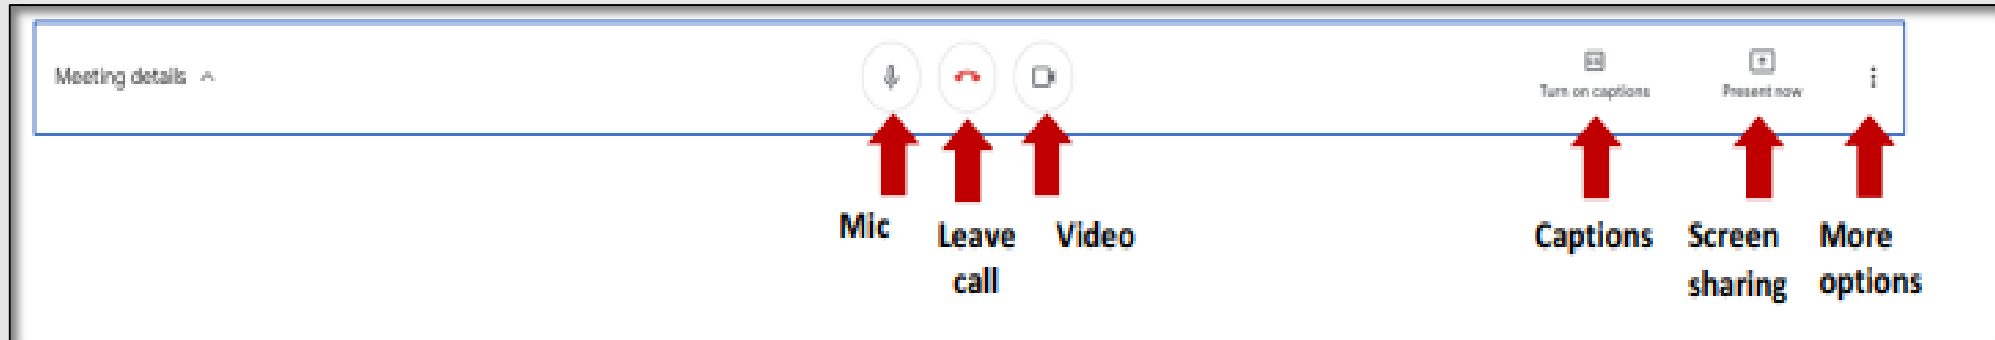 Meeting details
Turn on captions
Present now
Mic
Leave
call
Video
Captions
Screen
sharing
More
options